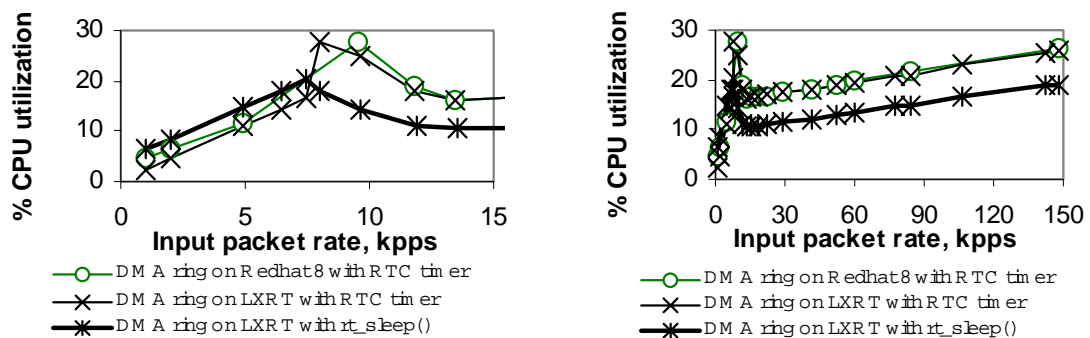 30
20
10
0
% CPU utilization
0 5 10 15
Input packet rate, kpps
DMA ring on Redhat8 with RTC timer
DMA ring on LXRT with RTC timer
DMA ring on LXRT with rt_sleep()
30
20
10
0
% CPU utilization
0 30 60 90 120 150
Input packet rate, kpps
DMA ring on Redhat8 with RTC timer
DMA ring on LXRT with RTC timer
DMA ring on LXRT with rt_sleep()